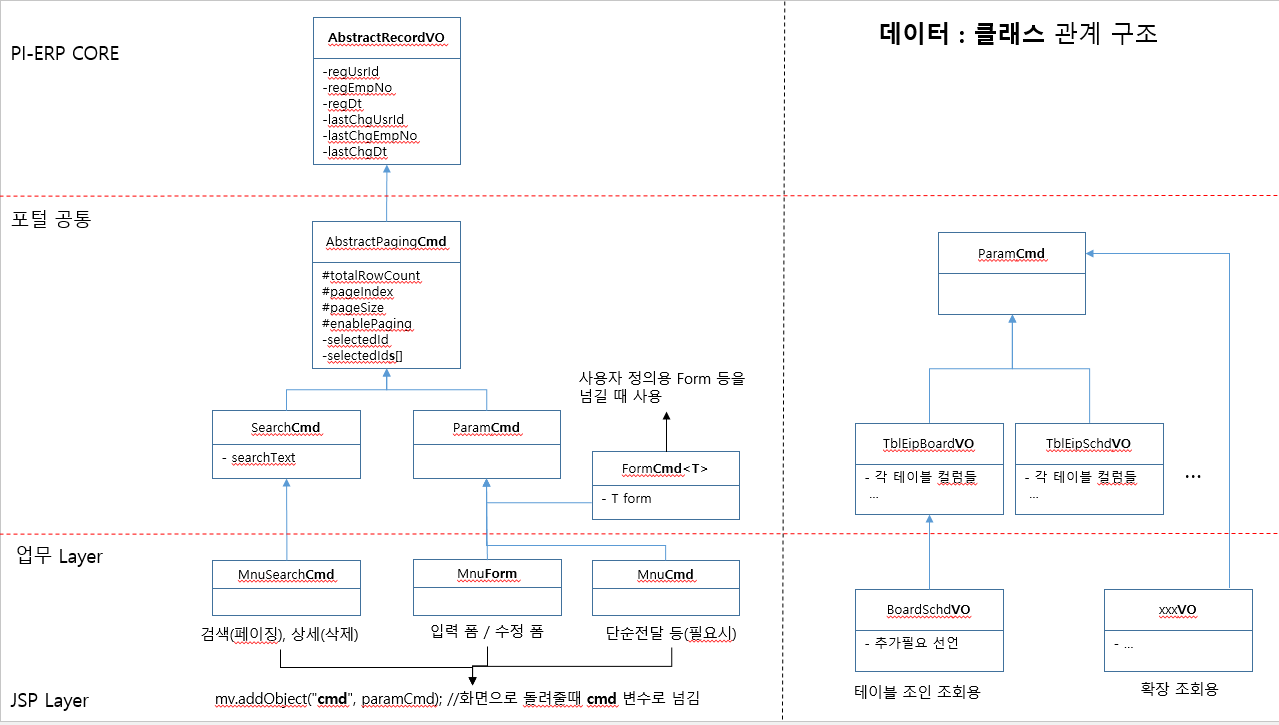 데이터 : 클래스 관계 구조
PI-ERP CORE
AbstractRecordVO
-regUsrId
-regEmpNo
-regDt
-lastChgUsrId
-lastChgEmpNo
-lastChgDt
포털 공통
AbstractPagingCmd
#totalRowCount
#pageIndex
#pageSize
#enablePaging
-selectedId
-selectedIds[]
사용자 정의용 Form 등을
넘길 때 사용
SearchCmd
- searchText
ParamCmd
FormCmd<T>
- T form
업무 Layer
MnuSearchCmd
MnuForm
MnuCmd
검색(페이징), 상세(삭제)
입력 폼 / 수정 폼
단순전달 등(필요시)
JSP Layer
mv.addObject("cmd", paramCmd); //화면으로 돌려줄때 cmd 변수로 넘김
ParamCmd
TblEipBoardVO
- 각 테이블 컬럼들
...
TblEipSchdVO
- 각 테이블 컬럼들
...
...
BoardSchdVO
- 추가필요 선언
테이블 조인 조회용
xxxVO
- ...
확장 조회용